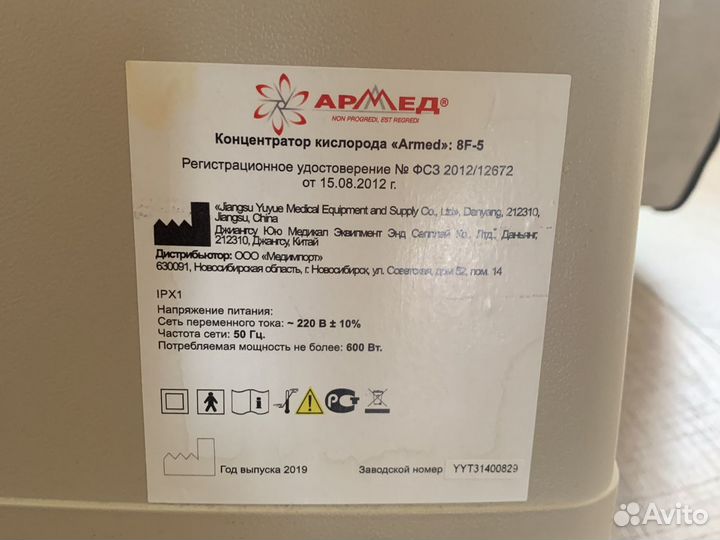 АРМЕД®
NON PROGREDI, EST REGREDI
Концентратор кислорода «Armed»: 8F-5
Регистрационное удостоверение № ФСЗ 2012/12672
от 15.08.2012 г.
«Jiangsu Yuyue Medical Equipment and Supply Co., Ltd», Danyang, 212310,
Jiangsu, China
Джиангсу Юю Медикал Эквипмент Энд Сепплай Ко., Лтд., Даньянг,
212310, Джангсу, Китай
Дистрибьютор: ООО «Медимпорт»
630091, Новосибирская область, г. Новосибирск, ул. Советская, дом 52, пом. 14
IPX1
Напряжение питания:
Сеть переменного тока: ~ 220 В ± 10%
Частота сети: 50 Гц.
Потребляемая мощность не более: 600 Вт.
Год выпуска 2019
Заводской номер YYT31400829
Avito